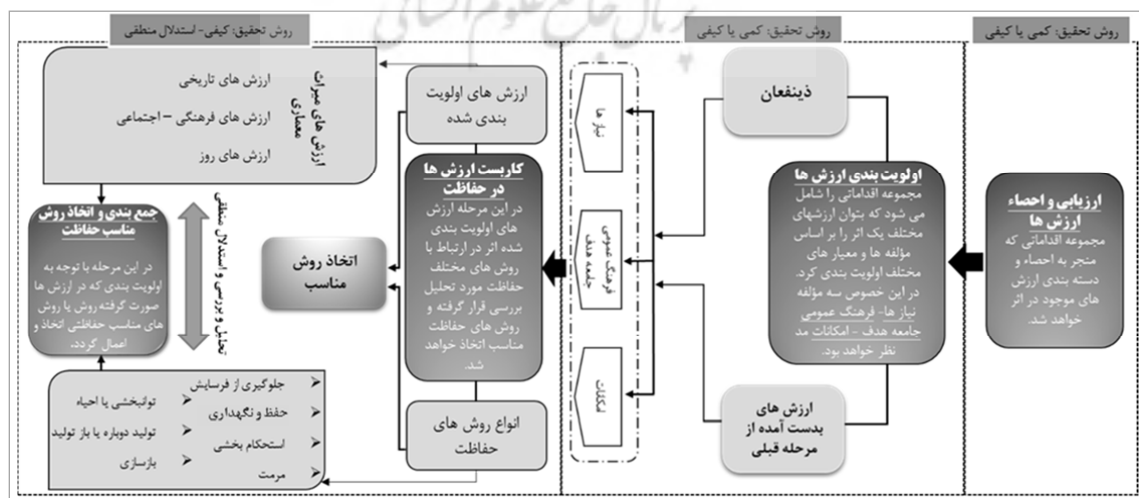 پرتال جامع علوم انسانی
روش تحقیق: کمی یا کیفی
ارزیابی و احصاء
ارزش ها
مجموعه اقداماتی که
منجر به احصاء و
دسته بندی ارزش
های موجود در اثر
خواهد شد.
روش تحقیق: کمی یا کیفی
ذینفعان
اولویت بندی ارزش ها
مجموعه اقداماتی را شامل
می شود که بتوان ارزشهای
مختلف یک اثر را بر اساس
مؤلفه ها و معیار های
مختلف اولویت بندی کرد.
در این خصوص سه مؤلفه
نیاز ها- فرهنگ عمومی
جامعه هدف - امکانات مد
نظر خواهد بود.
ارزش های
بدست آمده از
مرحله قبلی
نیاز ها
فرهنگ عمومی
جامعه هدف
امکانات
روش تحقیق: کیفی- استدلال منطقی
ارزش های اولویت
بندی شده
کاربست ارزش ها
در حفاظت
در این مرحله ارزش
های اولویت بندی
شده اثر در ارتباط با
روش های مختلف
حفاظت مورد تحلیل
بررسی قرار گرفته و
روش های حفاظت
مناسب اتخاذ خواهد
شد.
انواع روش های
حفاظت
اتخاذ روش
مناسب
ارزش های میراث
معماری
ارزش های تاریخی
ارزش های فرهنگی – اجتماعی
ارزش های روز
تحلیل و بررسی و استدلال منطقی
جمع بندی و اتخاذ روش
مناسب حفاظت
در این مرحله با توجه به
اولویت بندی که در ارزش ها
صورت گرفته روش یا روش
های مناسب حفاظتی اتخاذ و
اعمال گردد.
جلوگیری از فرسایش
حفظ و نگهداری
استحکام بخشی
مرمت
توانبخشی یا احیاء
تولید دوباره یا باز تولید
بازسازی